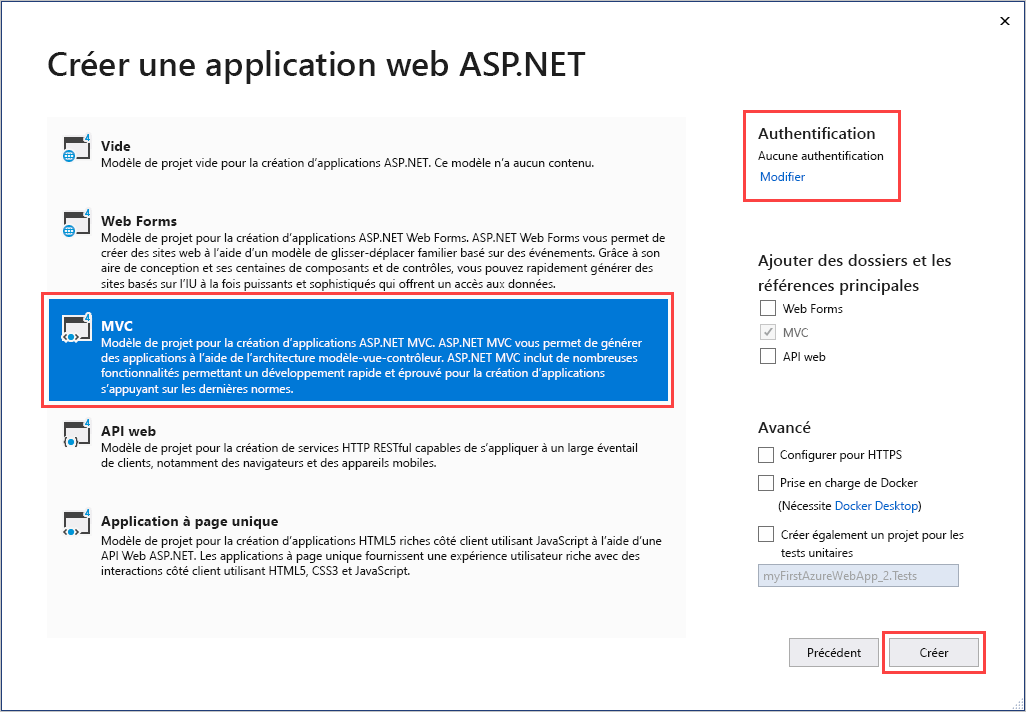 Créer une application web ASP.NET
4
Vide
Modèle de projet vide pour la création d'applications ASP.NET. Ce modèle n'a aucun contenu.
4
Web Forms
Modèle de projet pour la création d'applications ASP.NET Web Forms. ASP.NET Web Forms vous permet de
créer des sites web à l'aide d'un modèle de glisser-déplacer familier basé sur des événements. Grâce à son
aire de conception et ses centaines de composants et de contrôles, vous pouvez rapidement générer des
sites basés sur l'IU à la fois puissants et sophistiqués qui offrent un accès aux données.
4
MVC
Modèle de projet pour la création d'applications ASP.NET MVC. ASP.NET MVC vous permet de générer
des applications à l'aide de l'architecture modèle-vue-contrôleur. ASP.NET MVC inclut de nombreuses
fonctionnalités permettant un développement rapide et éprouvé pour la création d'applications
s'appuyant sur les dernières normes.
4
API web
Modèle de projet pour la création de services HTTP RESTful capables de s'appliquer à un large éventail
de clients, notamment des navigateurs et des appareils mobiles.
4
Application à page unique
Modèle de projet pour la création d'applications HTML5 riches côté client utilisant JavaScript à l'aide d'une
API Web ASP.NET. Les applications à page unique fournissent une expérience utilisateur riche avec des
interactions côté client utilisant HTML5, CSS3 et JavaScript.
Authentification
Aucune authentification
Modifier
Ajouter des dossiers et les
références principales
Web Forms
MVC
API web
Avancé
Configurer pour HTTPS
Prise en charge de Docker
(Nécessite Docker Desktop)
Créer également un projet pour les
tests unitaires
myFirstAzureWebApp_2.Tests
Précédent
Créer